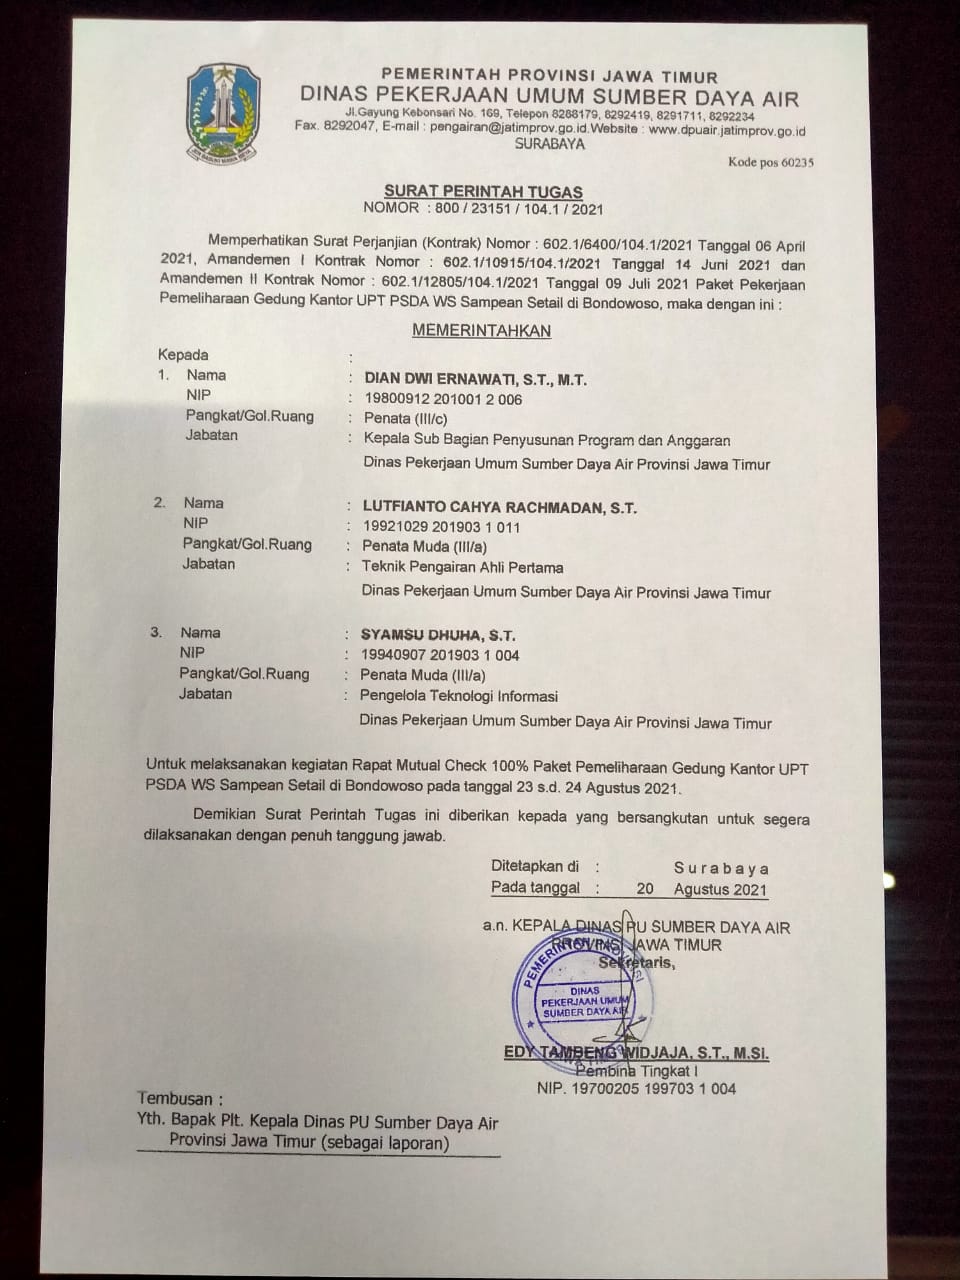 PEMERINTAH PROVINSI JAWA TIMUR
DINAS PEKERJAAN UMUM SUMBER DAYA AIR
Jl.Gayung Kebonsari No. 169, Telepon 8288179, 8292419, 8291711, 8292234
Fax. 8292047, E-mail : pengairan@jatimprov.go.id.Website : www.dpuair.jatimprov.go.id
SURABAYA
Kode pos 60235
SURAT PERINTAH TUGAS
NOMOR : 800 / 23151 / 104.1 / 2021
Memperhatikan Surat Perjanjian (Kontrak) Nomor : 602.1/6400/104.1/2021 Tanggal 06 April
2021, Amandemen I Kontrak Nomor : 602.1/10915/104.1/2021 Tanggal 14 Juni 2021 dan
Amandemen II Kontrak Nomor : 602.1/12805/104.1/2021 Tanggal 09 Juli 2021 Paket Pekerjaan
Pemeliharaan Gedung Kantor UPT PSDA WS Sampean Setail di Bondowoso, maka dengan ini :
MEMERINTAHKAN
Kepada :
1. Nama : DIAN DWI ERNAWATI, S.T., M.T.
NIP : 19800912 201001 2 006
Pangkat/Gol.Ruang : Penata (III/c)
Jabatan : Kepala Sub Bagian Penyusunan Program dan Anggaran
Dinas Pekerjaan Umum Sumber Daya Air Provinsi Jawa Timur
2. Nama : LUTFIANTO CAHYA RACHMADAN, S.T.
NIP : 19921029 201903 1 011
Pangkat/Gol.Ruang : Penata Muda (III/a)
Jabatan : Teknik Pengairan Ahli Pertama
Dinas Pekerjaan Umum Sumber Daya Air Provinsi Jawa Timur
3. Nama : SYAMSU DHUHA, S.T.
NIP : 19940907 201903 1 004
Pangkat/Gol.Ruang : Penata Muda (III/a)
Jabatan : Pengelola Teknologi Informasi
Dinas Pekerjaan Umum Sumber Daya Air Provinsi Jawa Timur
Untuk melaksanakan kegiatan Rapat Mutual Check 100% Paket Pemeliharaan Gedung Kantor UPT
PSDA WS Sampean Setail di Bondowoso pada tanggal 23 s.d. 24 Agustus 2021.
Demikian Surat Perintah Tugas ini diberikan kepada yang bersangkutan untuk segera
dilaksanakan dengan penuh tanggung jawab.
Ditetapkan di : S u r a b a y a
Pada tanggal : 20 Agustus 2021
a.n. KEPALA DINAS PU SUMBER DAYA AIR
PROVINSI JAWA TIMUR
Sekretaris,
PEMERINTAH PROVINSI
DINAS
PEKERJAAN UMUM
SUMBER DAYA AIR
EDY TAMBENG WIDJAJA, S.T., M.Si.
Pembina Tingkat I
NIP. 19700205 199703 1 004
Tembusan :
Yth. Bapak Plt. Kepala Dinas PU Sumber Daya Air
Provinsi Jawa Timur (sebagai laporan)